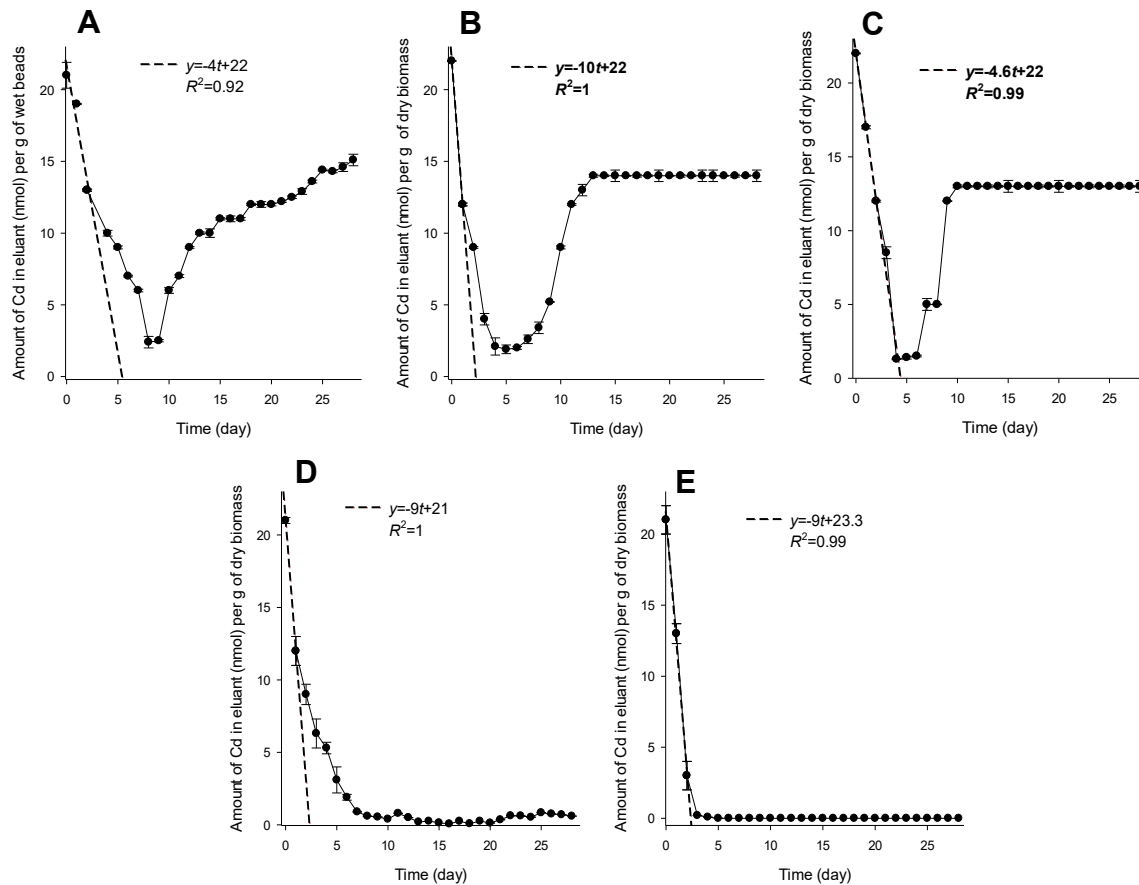 A
Amount of Cd in eluant (nmol) per g of wet beads
y=-4t+22
R²=0.92
20
15
10
5
0
0 5 10 15 20 25
Time (day)
B
Amount of Cd in eluant (nmol) per g of dry biomass
y=-10t+22
R²=1
20
15
10
5
0
0 5 10 15 20 25
Time (day)
C
Amount of Cd in eluant (nmol) per g of dry biomass
y=-4.6t+22
R²=0.99
20
15
10
5
0
0 5 10 15 20 25
Time (day)
D
Amount of Cd in eluant (nmol) per g of dry biomass
y=-9t+21
R²=1
20
15
10
5
0
0 5 10 15 20 25
Time (day)
E
Amount of Cd in eluant (nmol) per g of dry biomass
y=-9t+23.3
R²=0.99
20
15
10
5
0
0 5 10 15 20 25
Time (day)